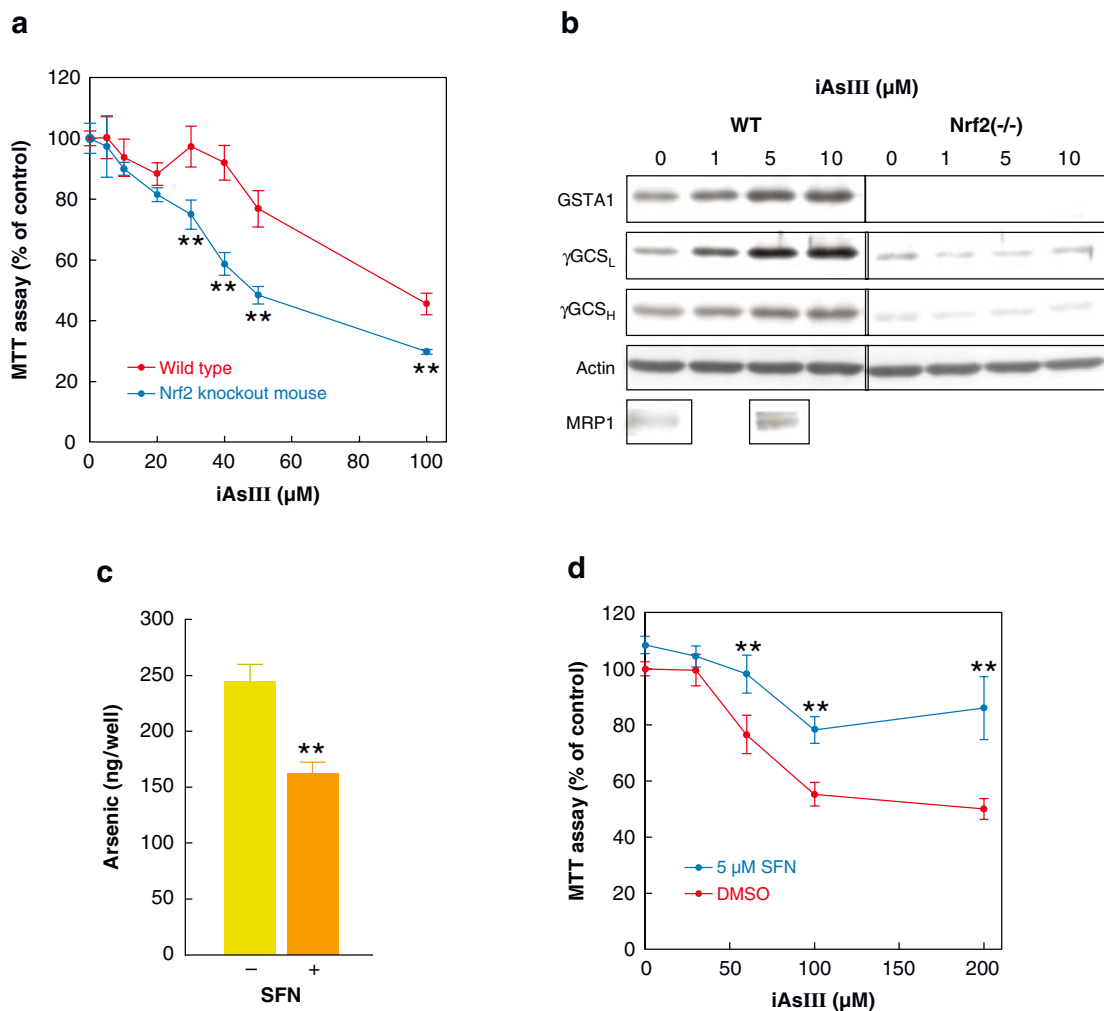 a
120
100
80
60
40
20
0
MTT assay (% of control)
**
**
**
**
Wild type
Nrf2 knockout mouse
0 20 40 60 80 100
iAsIII (µM)
b
iAsIII (µM)
WT Nrf2(-/-)
0 1 5 10 0 1 5 10
GSTA1
γGCSL
γGCSH
Actin
MRP1
c
300
250
200
150
100
50
0
Arsenic (ng/well)
**
– +
SFN
d
120
100
80
60
40
20
0
MTT assay (% of control)
**
**
**
5 µM SFN
DMSO
0 50 100 150 200
iAsIII (µM)